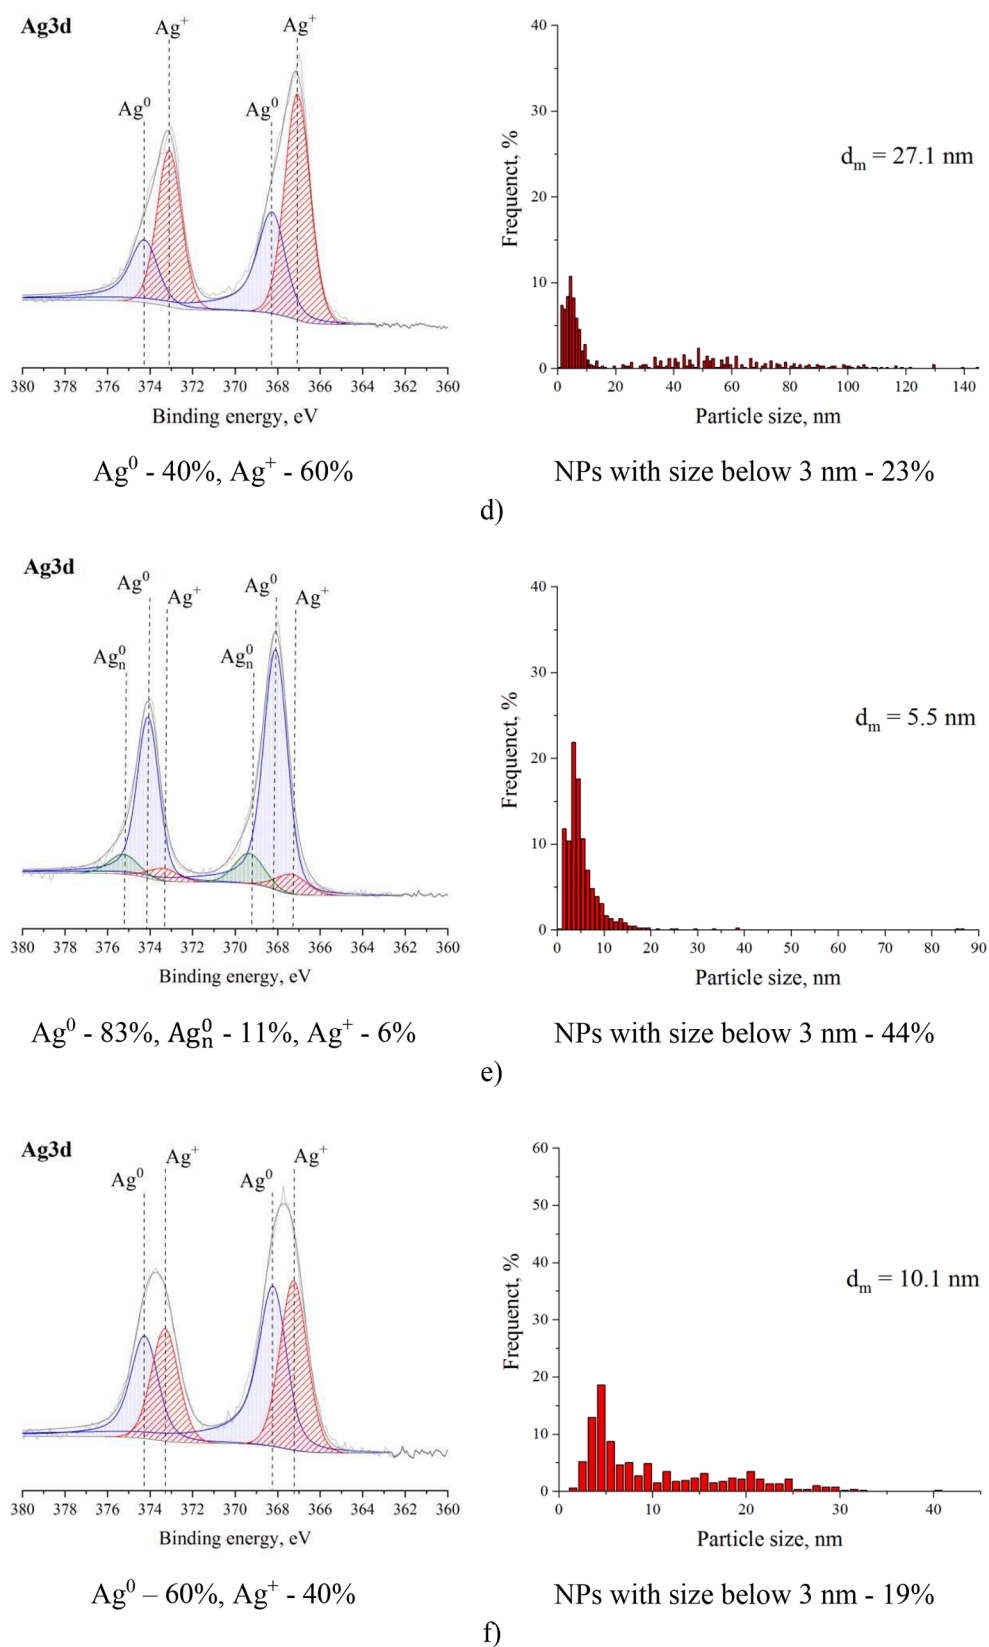 Ag3d
Ag⁺
Ag⁺
Ag⁰
Ag⁰
380 378 376 374 372 370 369 368 366 364 362 360
Binding energy, eV
Ag⁰ - 40%, Ag⁺ - 60%
40
30
20
10
0
Frequenct, %
dₘ = 27.1 nm
0 20 40 60 80 100 120 140
Particle size, nm
NPs with size below 3 nm - 23%
d)
Ag3d
Ag⁰
Ag⁺
Ag⁰
Ag⁺
Agₙ⁰
Agₙ⁰
380 378 376 374 372 370 369 368 366 364 362 360
Binding energy, eV
Ag⁰ - 83%, Agₙ⁰ - 11%, Ag⁺ - 6%
40
30
20
10
0
Frequenct, %
dₘ = 5.5 nm
0 10 20 30 40 50 60 70 80 90
Particle size, nm
NPs with size below 3 nm - 44%
e)
Ag3d
Ag⁰
Ag⁺
Ag⁰
Ag⁺
380 378 376 374 372 370 369 368 366 364 362 360
Binding energy, eV
Ag⁰ – 60%, Ag⁺ - 40%
60
50
40
30
20
10
0
Frequenct, %
dₘ = 10.1 nm
0 10 20 30 40
Particle size, nm
NPs with size below 3 nm - 19%
f)